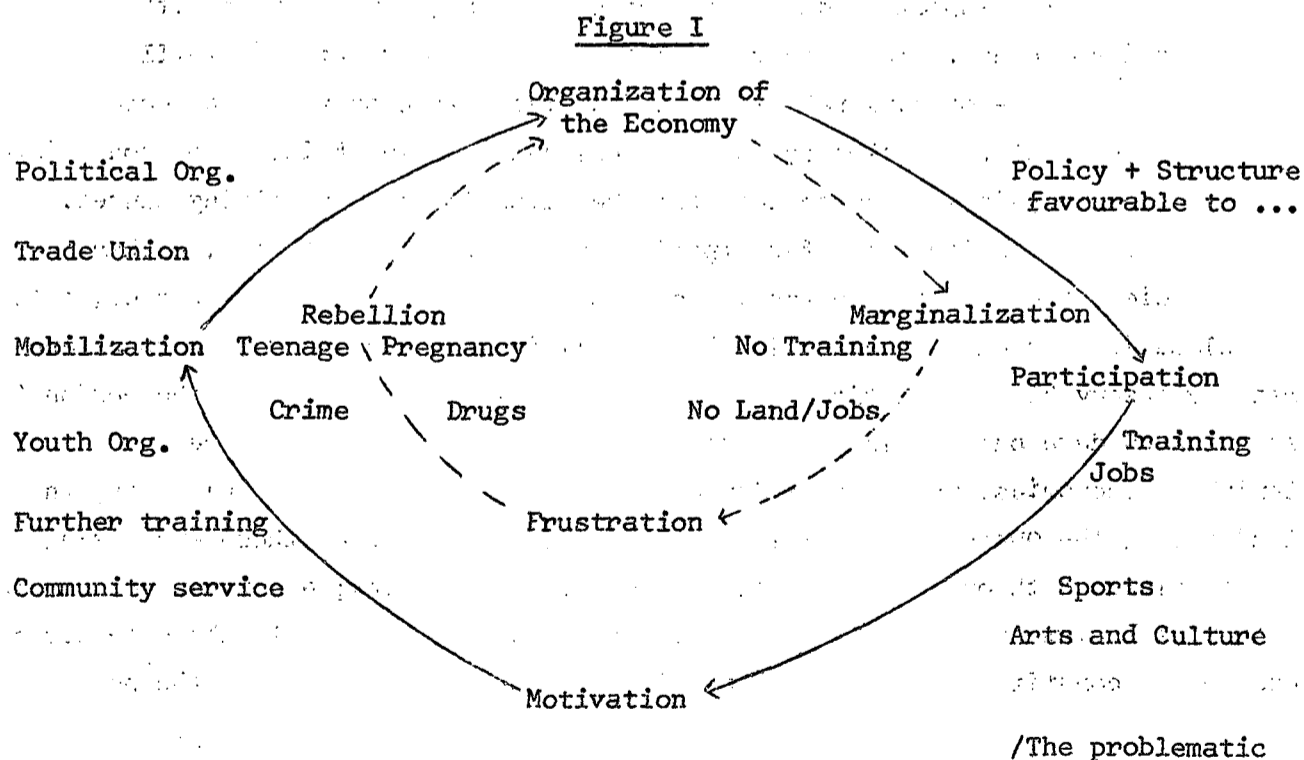 Figure I
Organization of
the Economy
Political Org.
Policy + Structure
favourable to ...
Trade Union
Rebellion
Marginalization
Mobilization
Teenage Pregnancy
No Training
Participation
Crime
Drugs
No Land/Jobs
Youth Org.
Training
Jobs
Further training
Frustration
Community service
Sports
Arts and Culture
Motivation
/The problematic